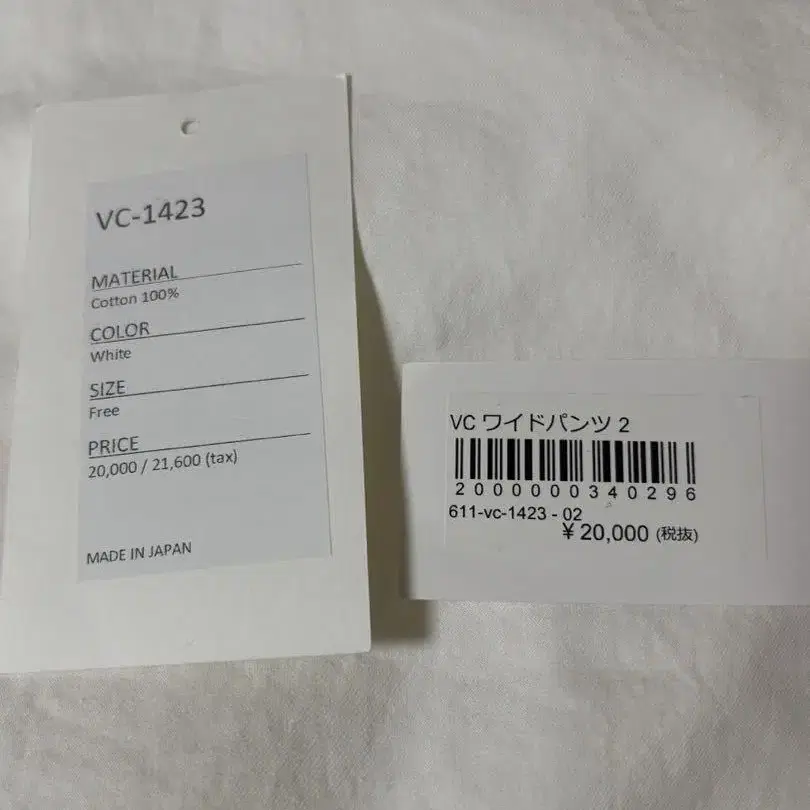 VC-1423
MATERIAL
Cotton 100%
COLOR
White
SIZE
Free
PRICE
20,000 / 21,600 (tax)
MADE IN JAPAN
VC ワイドパンツ 2
2000000340296
611-vc-1423 - 02
¥20,000 (税抜)